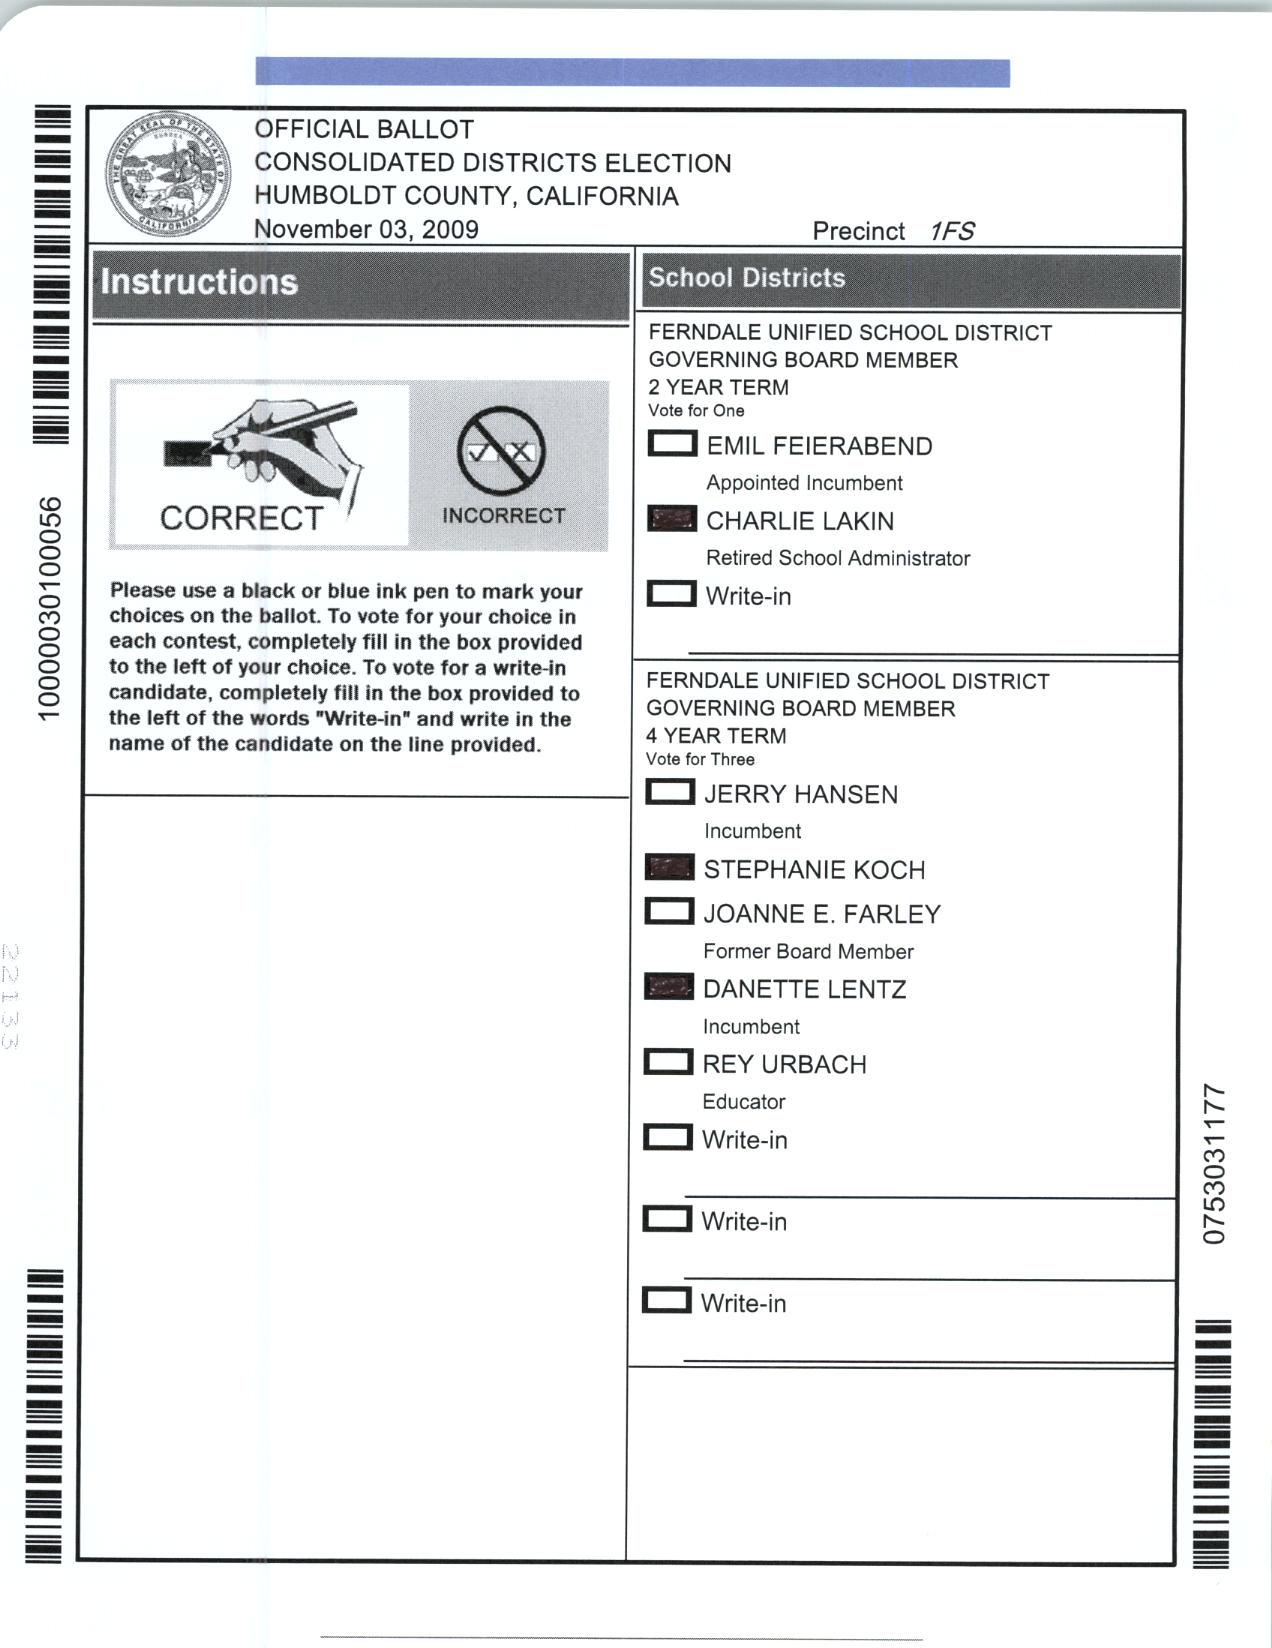 OFFICIAL BALLOT
CONSOLIDATED DISTRICTS ELECTION
HUMBOLDT COUNTY, CALIFORNIA
November 03, 2009
Precinct 1FS
THE GREAT SEAL OF THE STATE OF CALIFORNIA
EUREKA
Instructions
CORRECT
INCORRECT
Please use a black or blue ink pen to mark your
choices on the ballot. To vote for your choice in
each contest, completely fill in the box provided
to the left of your choice. To vote for a write-in
candidate, completely fill in the box provided to
the left of the words "Write-in" and write in the
name of the candidate on the line provided.
School Districts
FERNDALE UNIFIED SCHOOL DISTRICT
GOVERNING BOARD MEMBER
2 YEAR TERM
Vote for One
EMIL FEIERABEND
Appointed Incumbent
CHARLIE LAKIN
Retired School Administrator
Write-in
FERNDALE UNIFIED SCHOOL DISTRICT
GOVERNING BOARD MEMBER
4 YEAR TERM
Vote for Three
JERRY HANSEN
Incumbent
STEPHANIE KOCH
JOANNE E. FARLEY
Former Board Member
DANETTE LENTZ
Incumbent
REY URBACH
Educator
Write-in
Write-in
Write-in
10000301000056
22133
0753031177